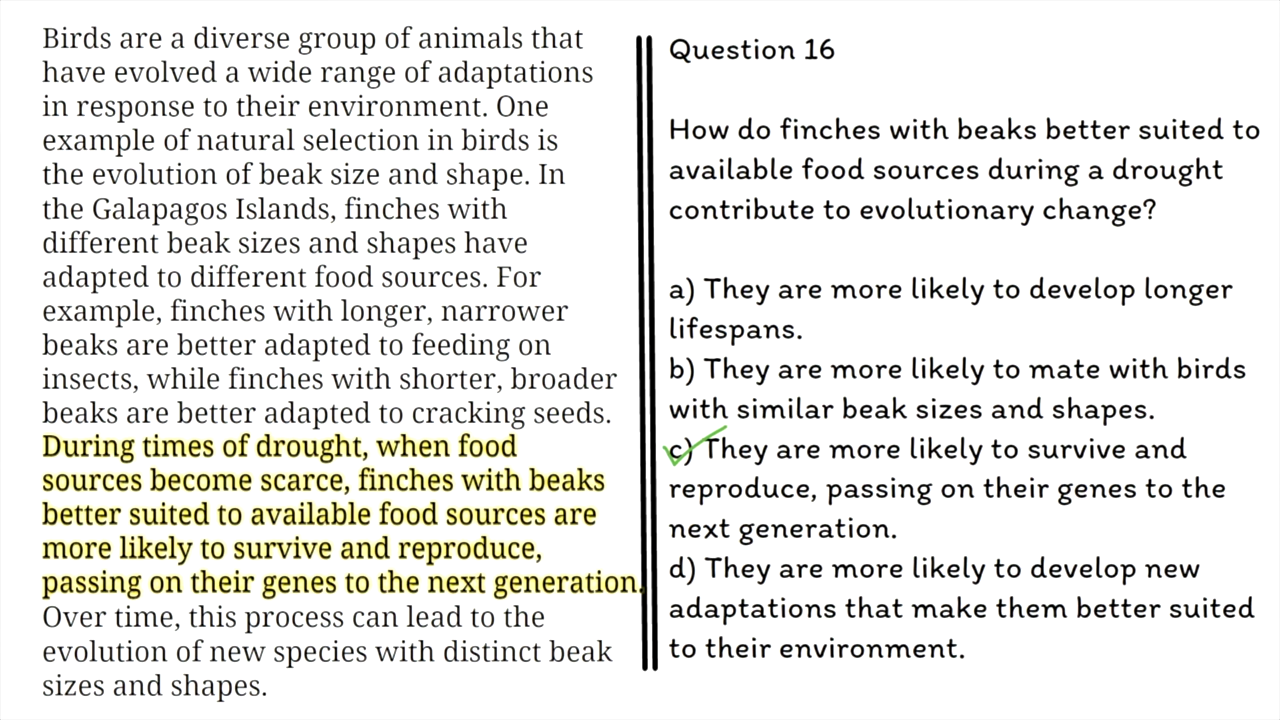 Birds are a diverse group of animals that
have evolved a wide range of adaptations
in response to their environment. One
example of natural selection in birds is
the evolution of beak size and shape. In
the Galapagos Islands, finches with
different beak sizes and shapes have
adapted to different food sources. For
example, finches with longer, narrower
beaks are better adapted to feeding on
insects, while finches with shorter, broader
beaks are better adapted to cracking seeds.
During times of drought, when food
sources become scarce, finches with beaks
better suited to available food sources are
more likely to survive and reproduce,
passing on their genes to the next generation.
Over time, this process can lead to the
evolution of new species with distinct beak
sizes and shapes.
Question 16
How do finches with beaks better suited to
available food sources during a drought
contribute to evolutionary change?
a) They are more likely to develop longer
lifespans.
b) They are more likely to mate with birds
with similar beak sizes and shapes.
c) They are more likely to survive and
reproduce, passing on their genes to the
next generation.
d) They are more likely to develop new
adaptations that make them better suited
to their environment.